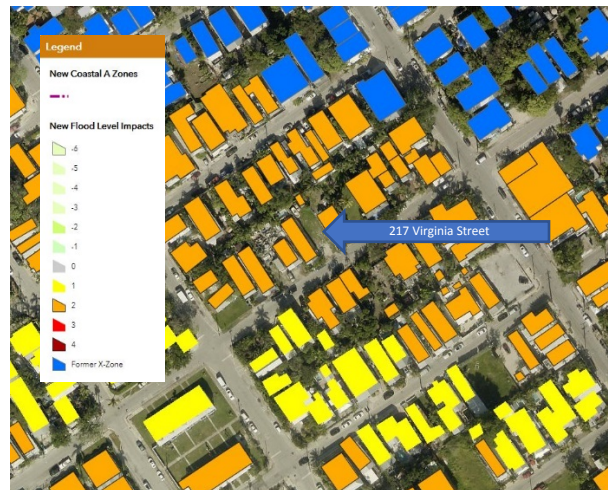 Legend
New Coastal A Zones
New Flood Level Impacts
-6
-5
-4
-3
-2
-1
0
1
2
3
4
Former X-Zone
217 Virginia Street